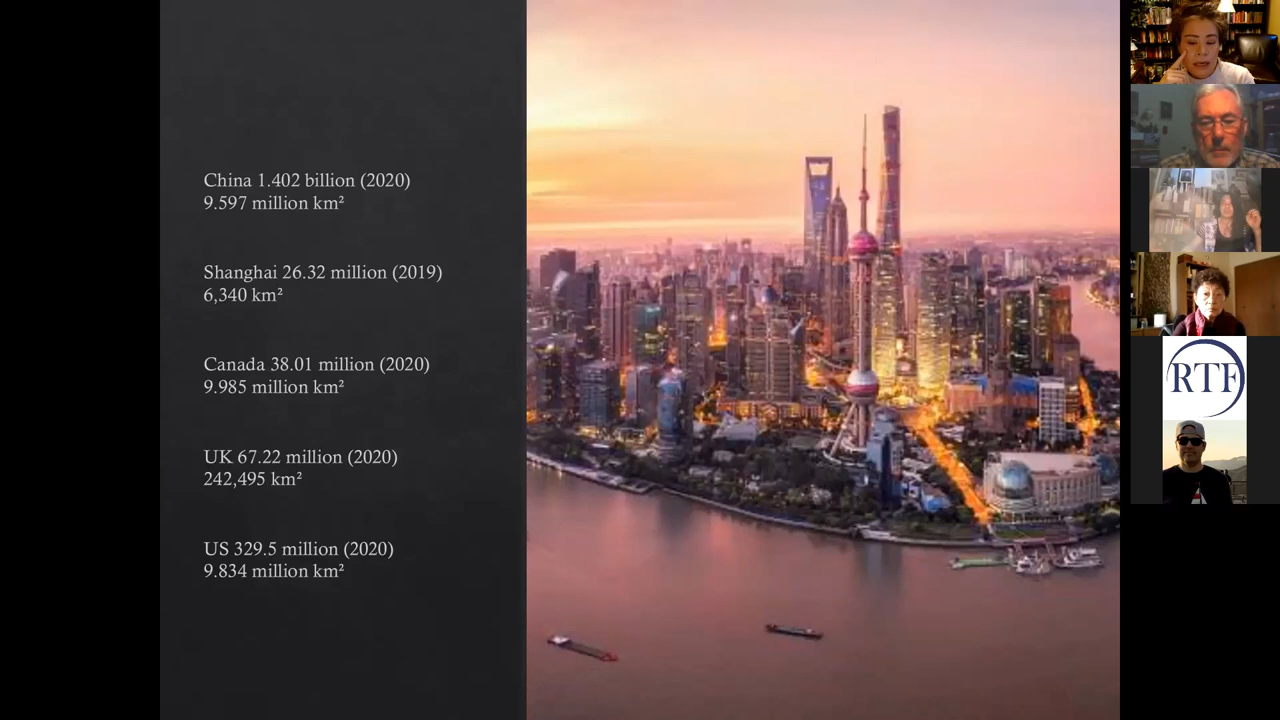 China 1.402 billion (2020)
9.597 million km²
Shanghai 26.32 million (2019)
6,340 km²
Canada 38.01 million (2020)
9.985 million km²
UK 67.22 million (2020)
242,495 km²
US 329.5 million (2020)
9.834 million km²
RTF